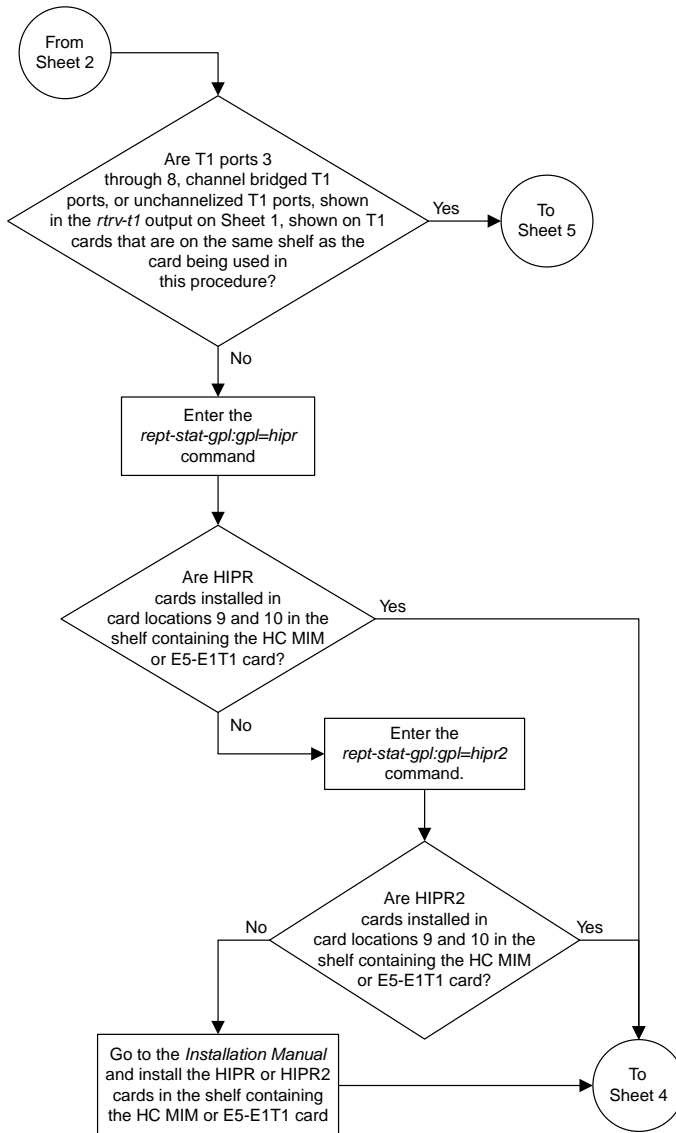 From
Sheet 2
Are T1 ports 3
through 8, channel bridged T1
ports, or unchannelized T1 ports, shown
in the rtrv-t1 output on Sheet 1, shown on T1
cards that are on the same shelf as the
card being used in
this procedure?
Yes
To
Sheet 5
No
Enter the
rept-stat-gpl:gpl=hipr
command
Are HIPR
cards installed in
card locations 9 and 10 in the
shelf containing the HC MIM
or E5-E1T1 card?
Yes
No
Enter the
rept-stat-gpl:gpl=hipr2
command.
Are HIPR2
cards installed in
card locations 9 and 10 in the
shelf containing the HC MIM
or E5-E1T1 card?
No
Yes
Go to the Installation Manual
and install the HIPR or HIPR2
cards in the shelf containing
the HC MIM or E5-E1T1 card
To
Sheet 4